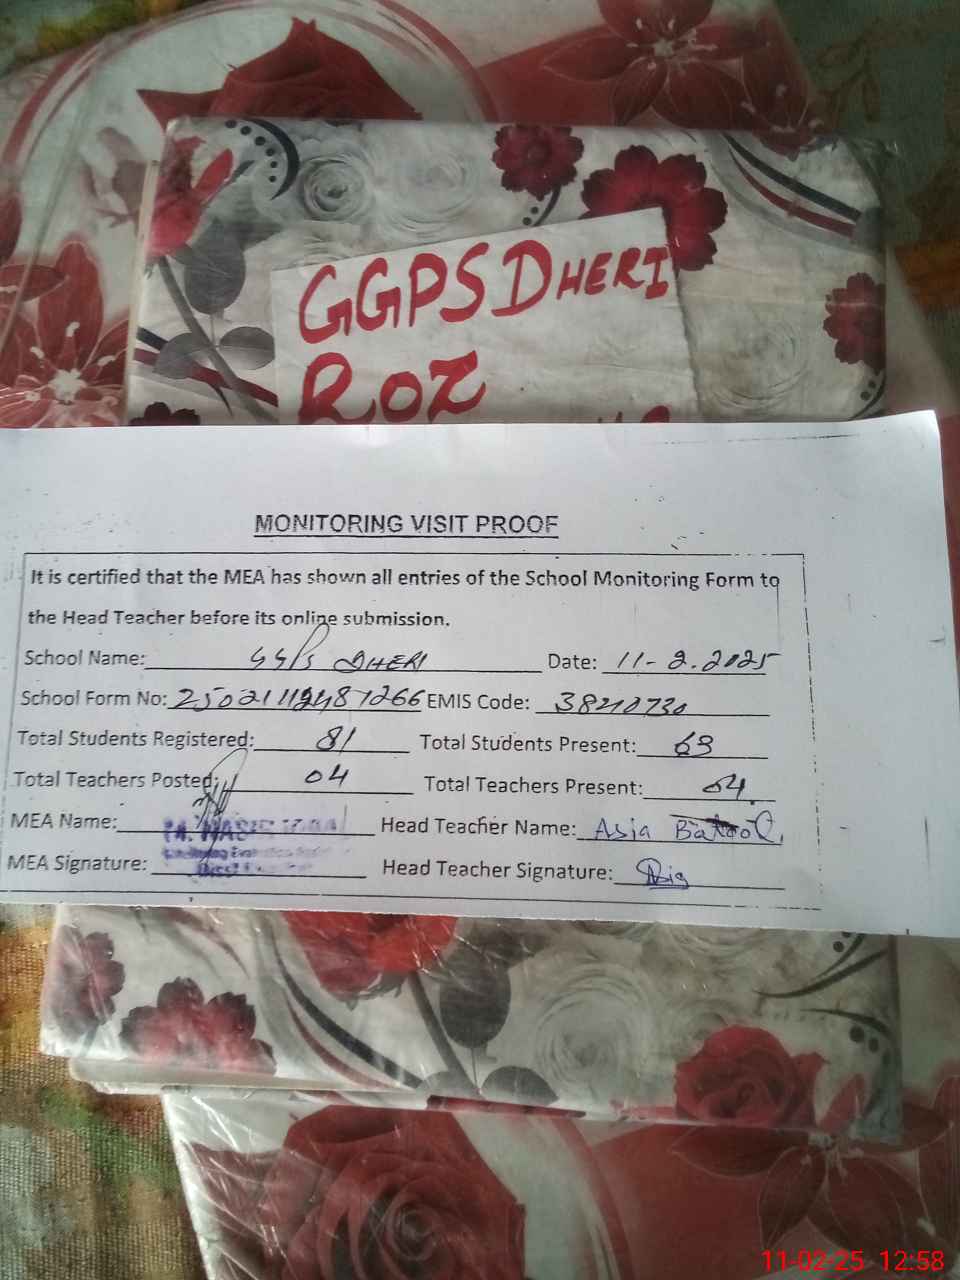 GGPS DHERI
ROZ
MONITORING VISIT PROOF
It is certified that the MEA has shown all entries of the School Monitoring Form to
the Head Teacher before its online submission.
School Name: GGPS DHERI Date: 11-2.2025
School Form No: EMIS Code:
Total Students Registered: 81 Total Students Present: 63
Total Teachers Posted: 04 Total Teachers Present: 04
MEA Name: Head Teacher Name: Asia Batool
MEA Signature: Head Teacher Signature:
11-02-25 12:58